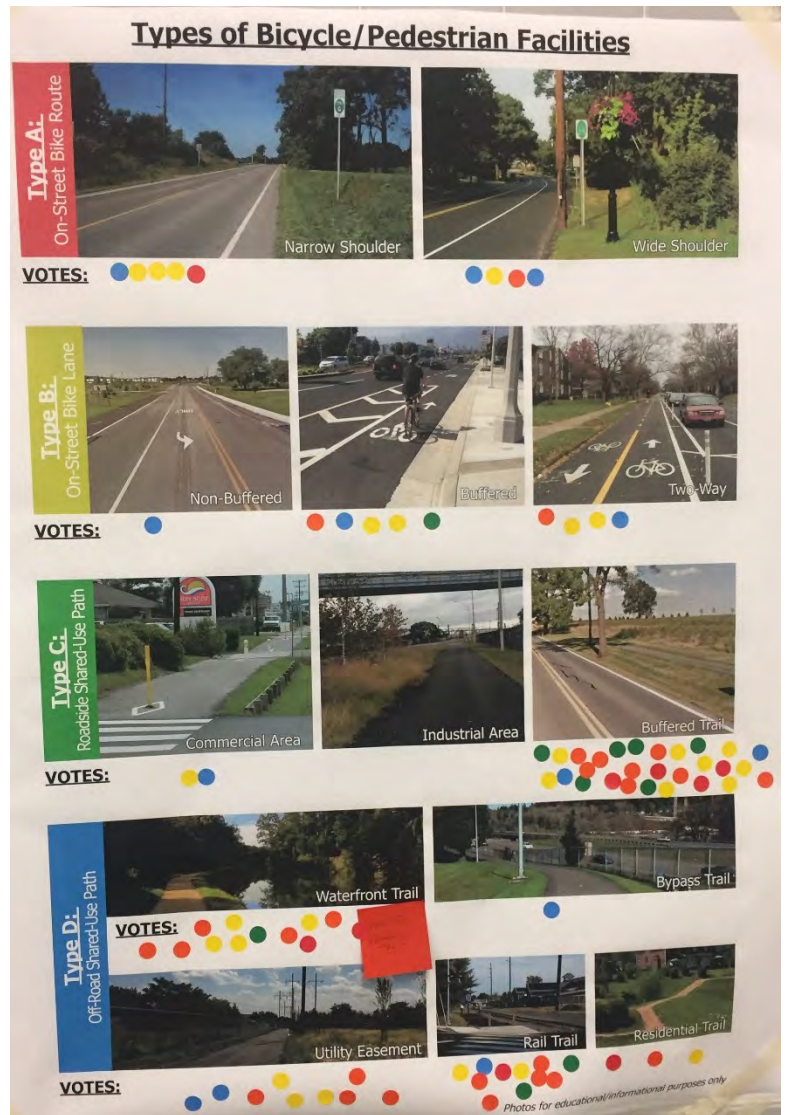 Types of Bicycle/Pedestrian Facilities
Type A:
On-Street Bike Route
Narrow Shoulder
Wide Shoulder
VOTES:
Type B:
On-Street Bike Lane
Non-Buffered
Buffered
Two-Way
VOTES:
Type C:
Roadside Shared-Use Path
Commercial Area
Industrial Area
Buffered Trail
VOTES:
Type D:
Off-Road Shared-Use Path
Waterfront Trail
Bypass Trail
VOTES:
Utility Easement
Rail Trail
Residential Trail
VOTES:
Photos for educational/informational purposes only